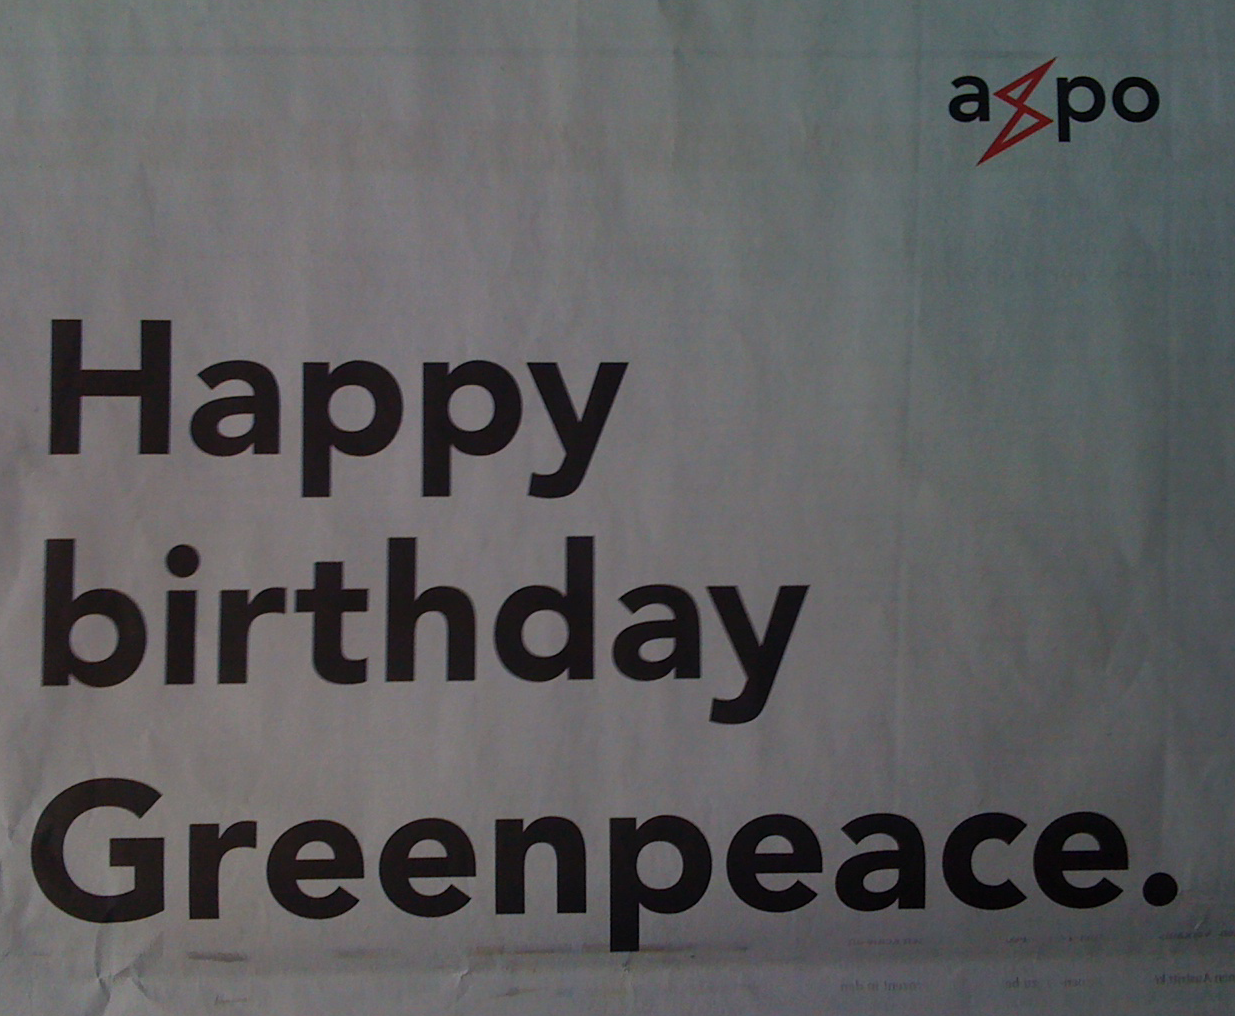 axpo
Happy
birthday
Greenpeace.